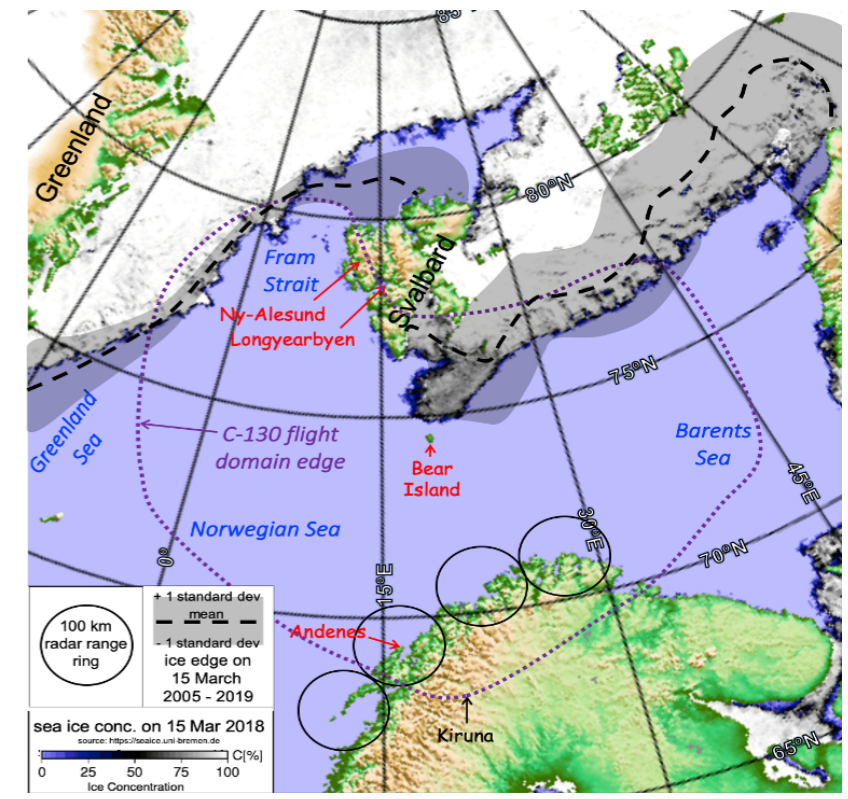 85°
Greenland
80°N
Fram
Strait
Svalbard
Ny-Alesund
Longyearbyen
75°N
Greenland
Sea
C-130 flight
domain edge
Barents
Sea
Bear
Island
45°E
Norwegian Sea
30°E
70°N
0°
15°E
+ 1 standard dev
mean
- 1 standard dev
ice edge on
15 March
2005 - 2019
100 km
radar range
ring
Andenes
Kiruna
65°N
sea ice conc. on 15 Mar 2018
source: https://seaice.uni-bremen.de
C[%]
0 25 50 75 100
Ice Concentration